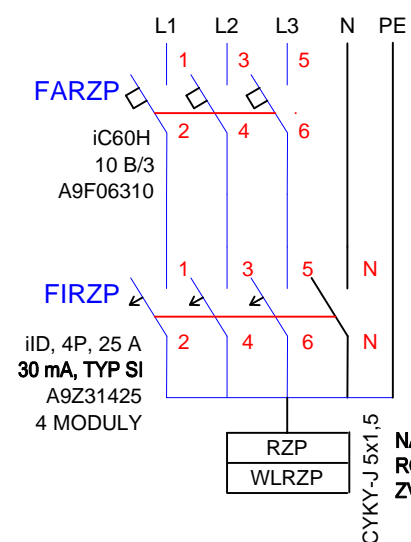 L1 L2 L3 N PE
1 3 5
FARZP
2 4 6
iC60H
10 B/3
A9F06310
1 3 5 N
FIRZP
2 4 6 N
iID, 4P, 25 A
30 mA, TYP SI
A9Z31425
4 MODULY
RZP
WLRZP
CYKY-J 5x1,5